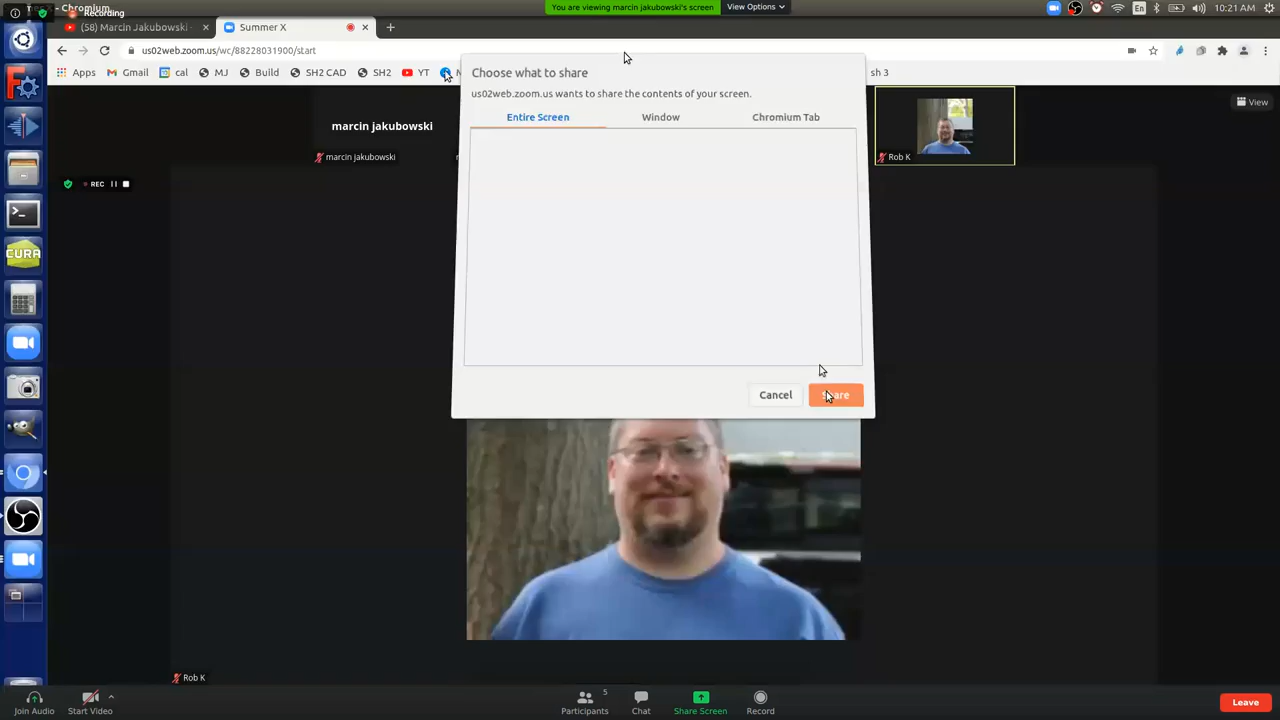 Recording
Chromium
You are viewing marcin jakubowski's screen
View Options
En
10:21 AM
(58) Marcin Jakubowski
Summer X
us02web.zoom.us/wc/88228031900/start
Apps
Gmail
cal
MJ
Build
SH2 CAD
SH2
YT
sh 3
Choose what to share
us02web.zoom.us wants to share the contents of your screen.
Entire Screen
Window
Chromium Tab
View
marcin jakubowski
marcin jakubowski
Rob K
REC
CURA
Cancel
Rob K
Join Audio
Start Video
Participants
5
Chat
Share Screen
Record
Leave